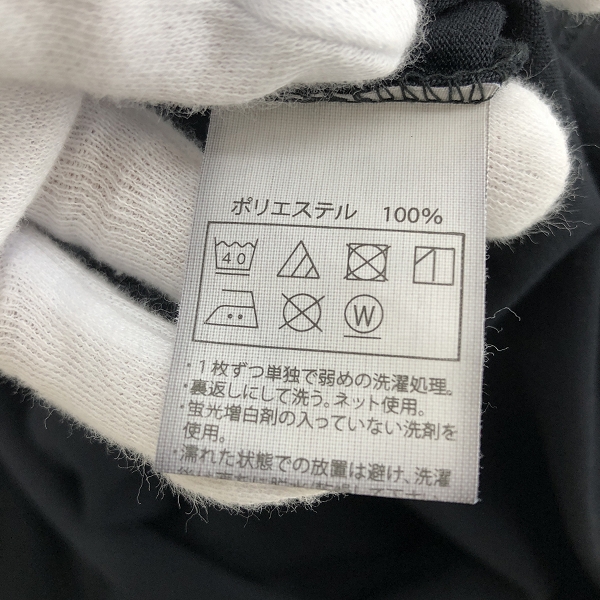 ポリエステル 100%
40
W
・1枚ずつ単独で弱めの洗濯処理。
・裏返しにして洗う。ネット使用。
・蛍光増白剤の入っていない洗剤を
使用。
・濡れた状態での放置は避け、洗濯